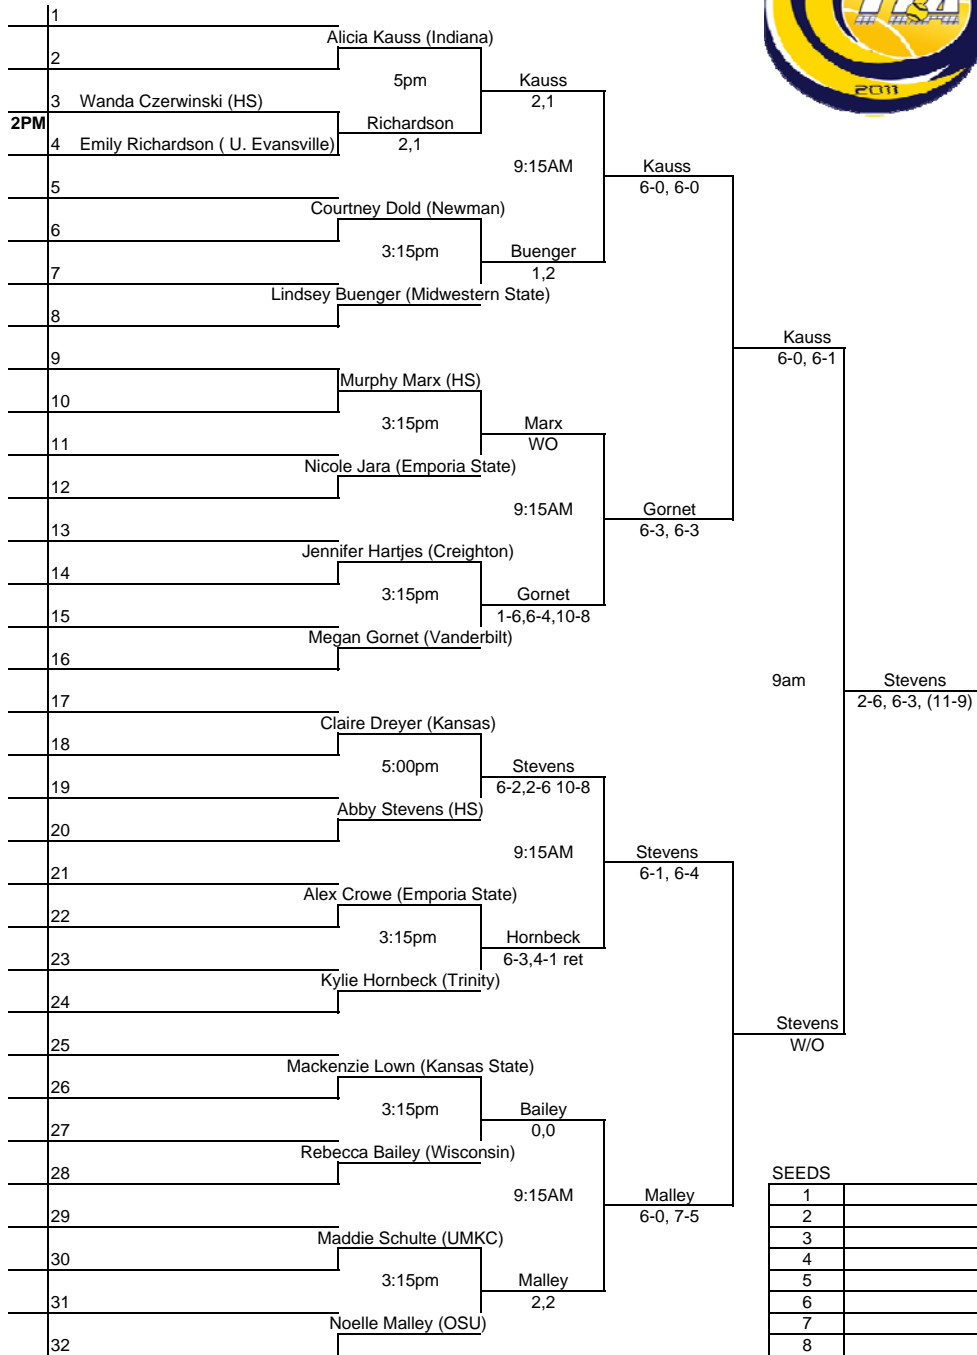 1
Alicia Kauss (Indiana)
2
5pm
Kauss
2,1
3 Wanda Czerwinski (HS)
2PM
Richardson
2,1
4 Emily Richardson ( U. Evansville)
9:15AM
Kauss
6-0, 6-0
5
Courtney Dold (Newman)
6
3:15pm
Buenger
1,2
7
Lindsey Buenger (Midwestern State)
8
Kauss
6-0, 6-1
9
Murphy Marx (HS)
10
3:15pm
Marx
WO
11
Nicole Jara (Emporia State)
12
9:15AM
Gornet
6-3, 6-3
13
Jennifer Hartjes (Creighton)
14
3:15pm
Gornet
1-6,6-4,10-8
15
Megan Gornet (Vanderbilt)
16
9am
Stevens
2-6, 6-3, (11-9)
17
Claire Dreyer (Kansas)
18
5:00pm
Stevens
6-2,2-6 10-8
19
Abby Stevens (HS)
20
9:15AM
Stevens
6-1, 6-4
21
Alex Crowe (Emporia State)
22
3:15pm
Hornbeck
6-3,4-1 ret
23
Kylie Hornbeck (Trinity)
24
Stevens
W/O
25
Mackenzie Lown (Kansas State)
26
3:15pm
Bailey
0,0
27
Rebecca Bailey (Wisconsin)
28
9:15AM
Malley
6-0, 7-5
29
Maddie Schulte (UMKC)
30
3:15pm
Malley
2,2
31
Noelle Malley (OSU)
32
SEEDS
1
2
3
4
5
6
7
8
2011